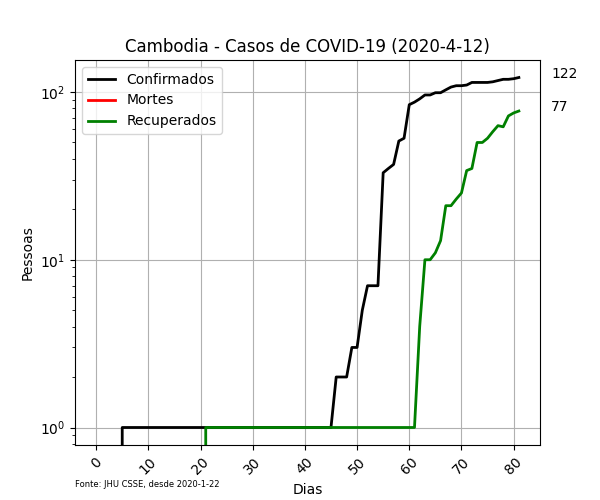 Cambodia - Casos de COVID-19 (2020-4-12)
Confirmados
Mortes
Recuperados
122
77
Pessoas
10²
10¹
10⁰
0 10 20 30 40 50 60 70 80
Dias
Fonte: JHU CSSE, desde 2020-1-22